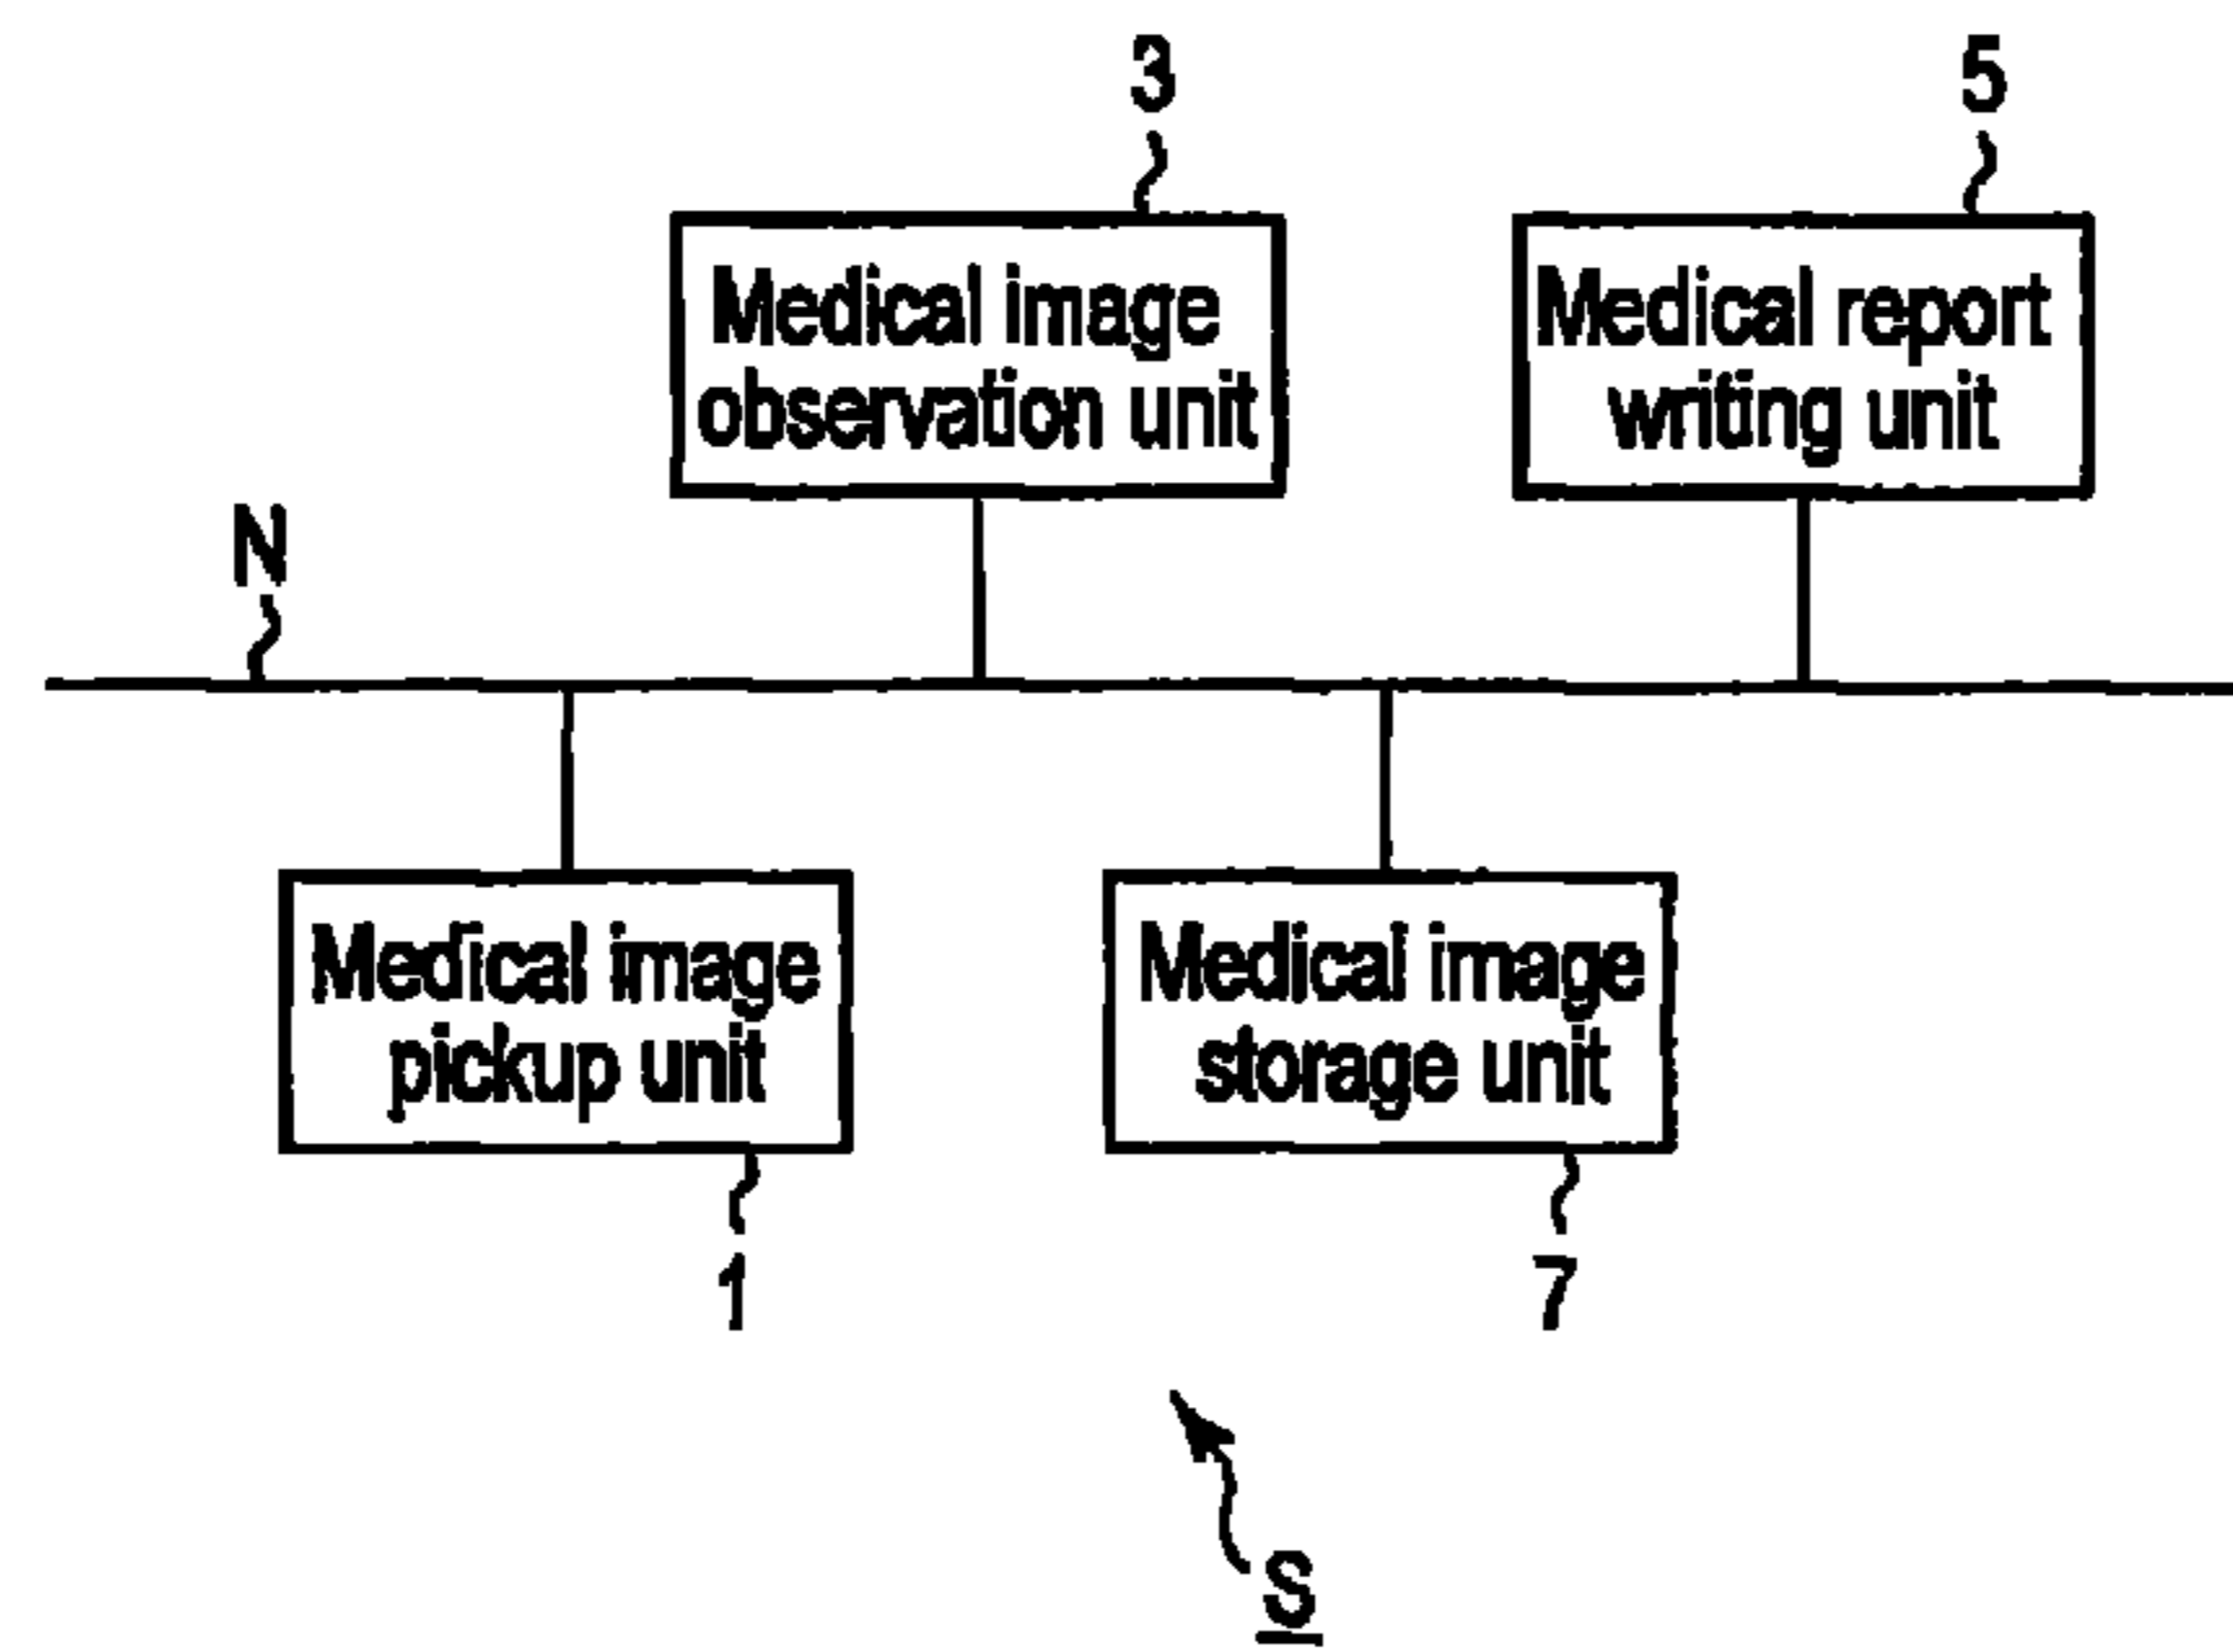 3
5
Medical image
observation unit
Medical report
writing unit
N
Medical image
pickup unit
Medical image
storage unit
1
7
S